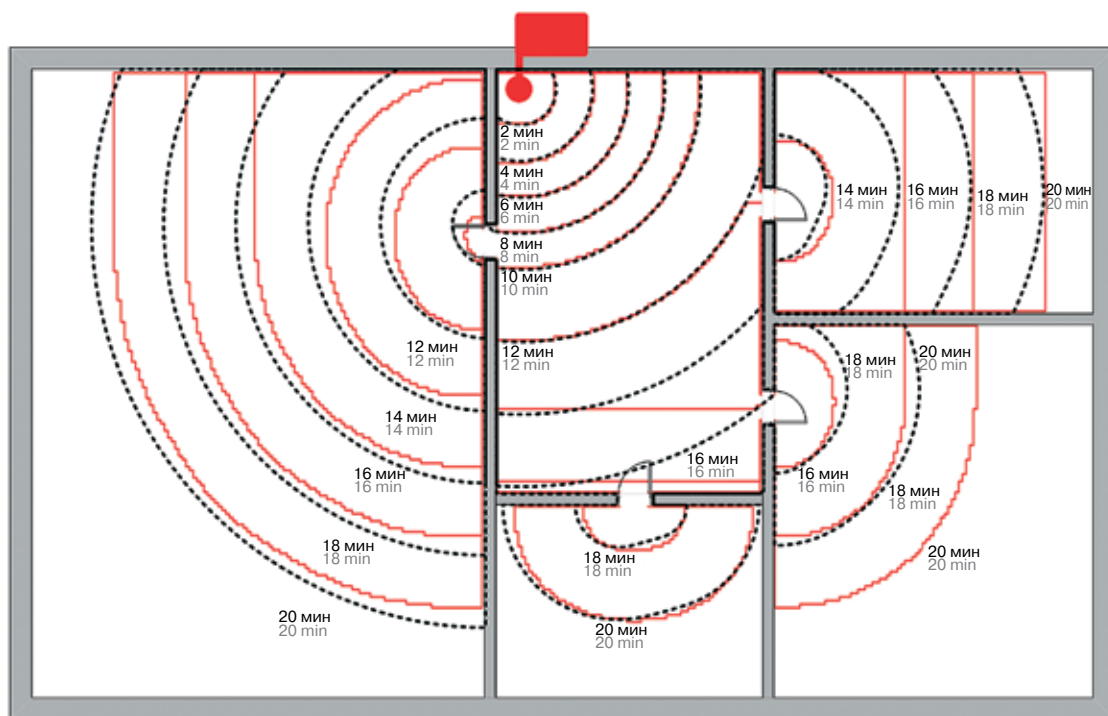 2 мин
2 min
4 мин
4 min
6 мин
6 min
8 мин
8 min
10 мин
10 min
12 мин
12 min
12 мин
12 min
14 мин
14 min
16 мин
16 min
18 мин
18 min
20 мин
20 min
16 мин
16 min
18 мин
18 min
20 мин
20 min
14 мин
14 min
16 мин
16 min
18 мин
18 min
20 мин
20 min
18 мин
18 min
20 мин
20 min
16 мин
16 min
18 мин
18 min
20 мин
20 min